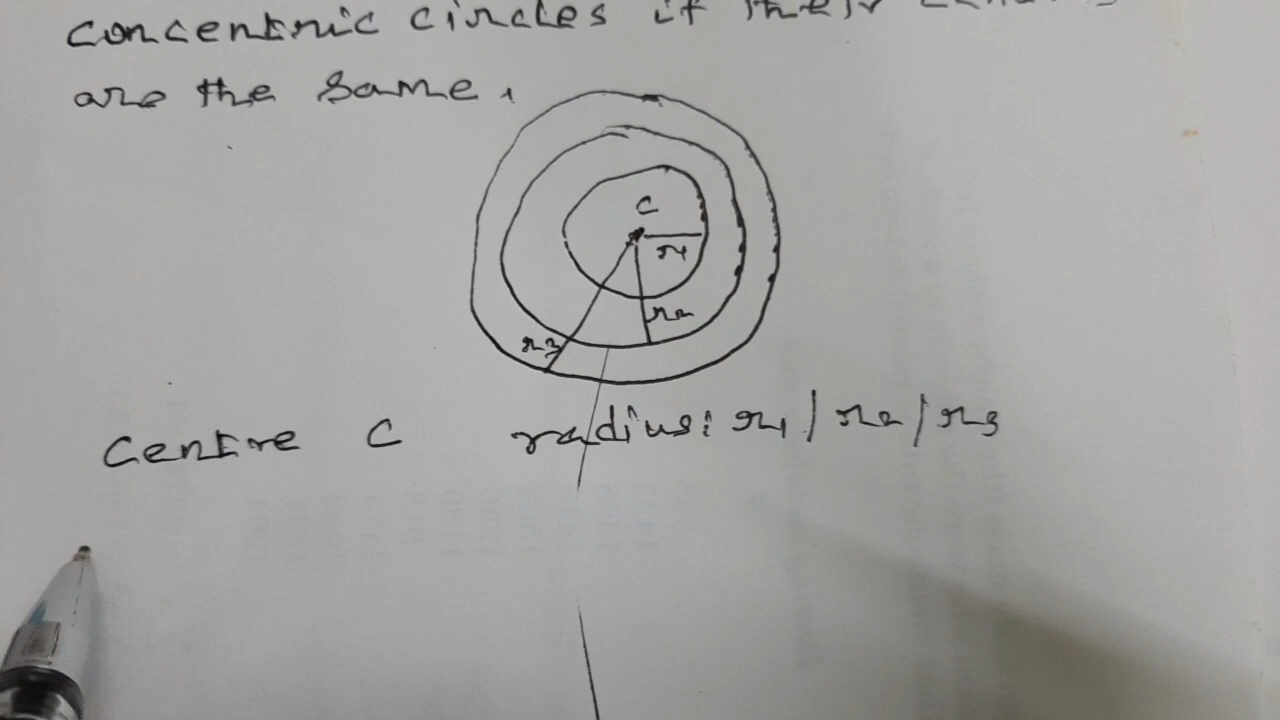 concentric circles if their
are the same.
C
r1
r2
r3
Centre C radius: r1/r2/r3